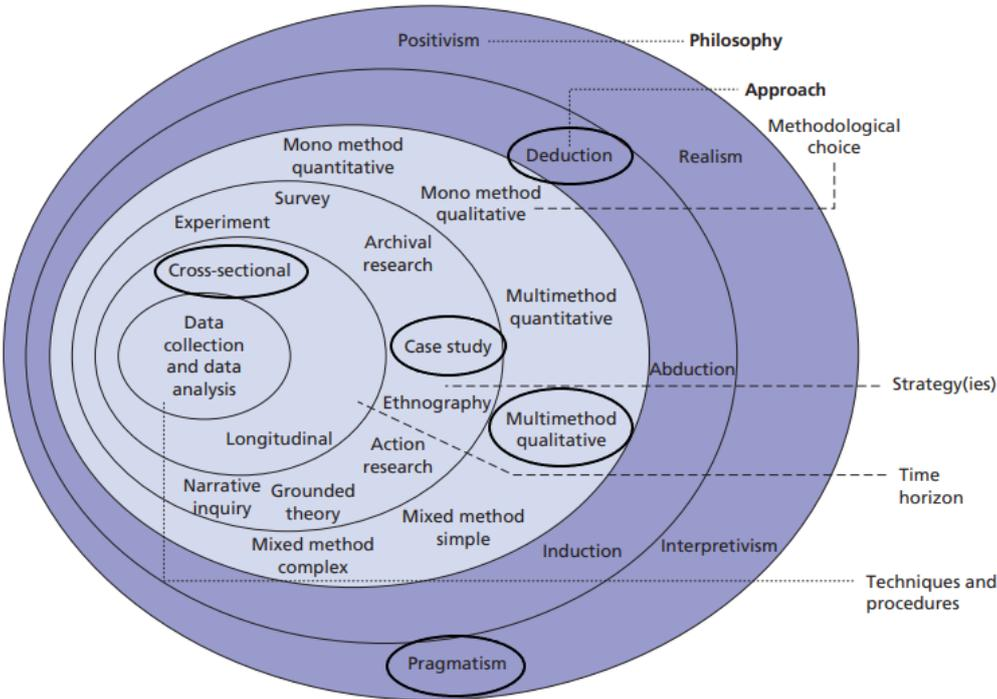 Positivism
Philosophy
Approach
Methodological
choice
Mono method
quantitative
Deduction
Realism
Survey
Mono method
qualitative
Experiment
Archival
research
Cross-sectional
Multimethod
quantitative
Data
collection
and data
analysis
Case study
Abduction
Strategy(ies)
Ethnography
Multimethod
qualitative
Longitudinal
Action
research
Time
horizon
Narrative
inquiry
Grounded
theory
Mixed method
simple
Mixed method
complex
Induction
Interpretivism
Techniques and
procedures
Pragmatism